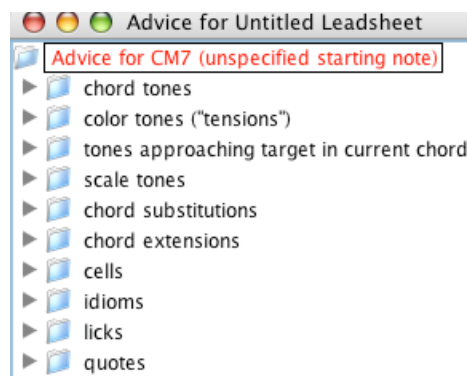 Advice for Untitled Leadsheet
Advice for CM7 (unspecified starting note)
chord tones
color tones ("tensions")
tones approaching target in current chord
scale tones
chord substitutions
chord extensions
cells
idioms
licks
quotes